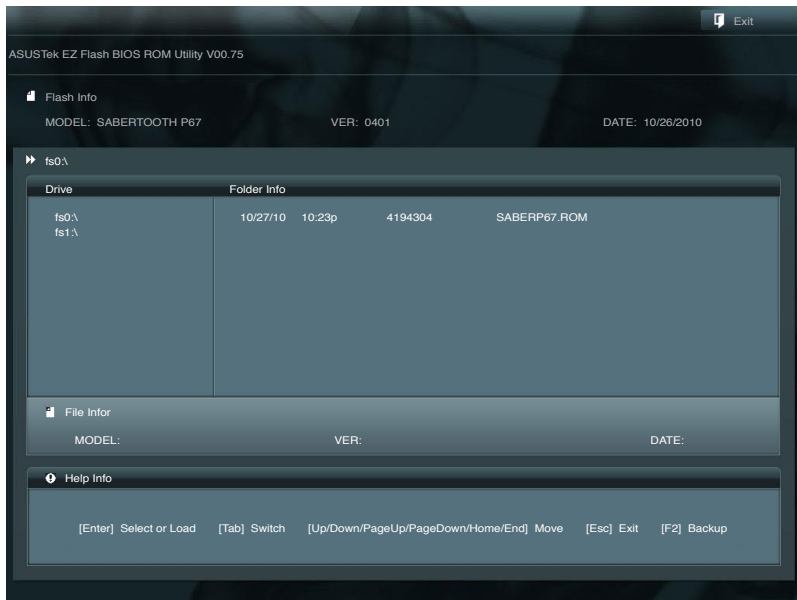 Exit
ASUSTek EZ Flash BIOS ROM Utility V00.75
Flash Info
MODEL: SABERTOOTH P67 VER: 0401 DATE: 10/26/2010
fs0:\
Drive Folder Info
fs0:\ 10/27/10 10:23p 4194304 SABERP67.ROM
fs1:\
File Infor
MODEL: VER: DATE:
Help Info
[Enter] Select or Load [Tab] Switch [Up/Down/PageUp/PageDown/Home/End] Move [Esc] Exit [F2] Backup